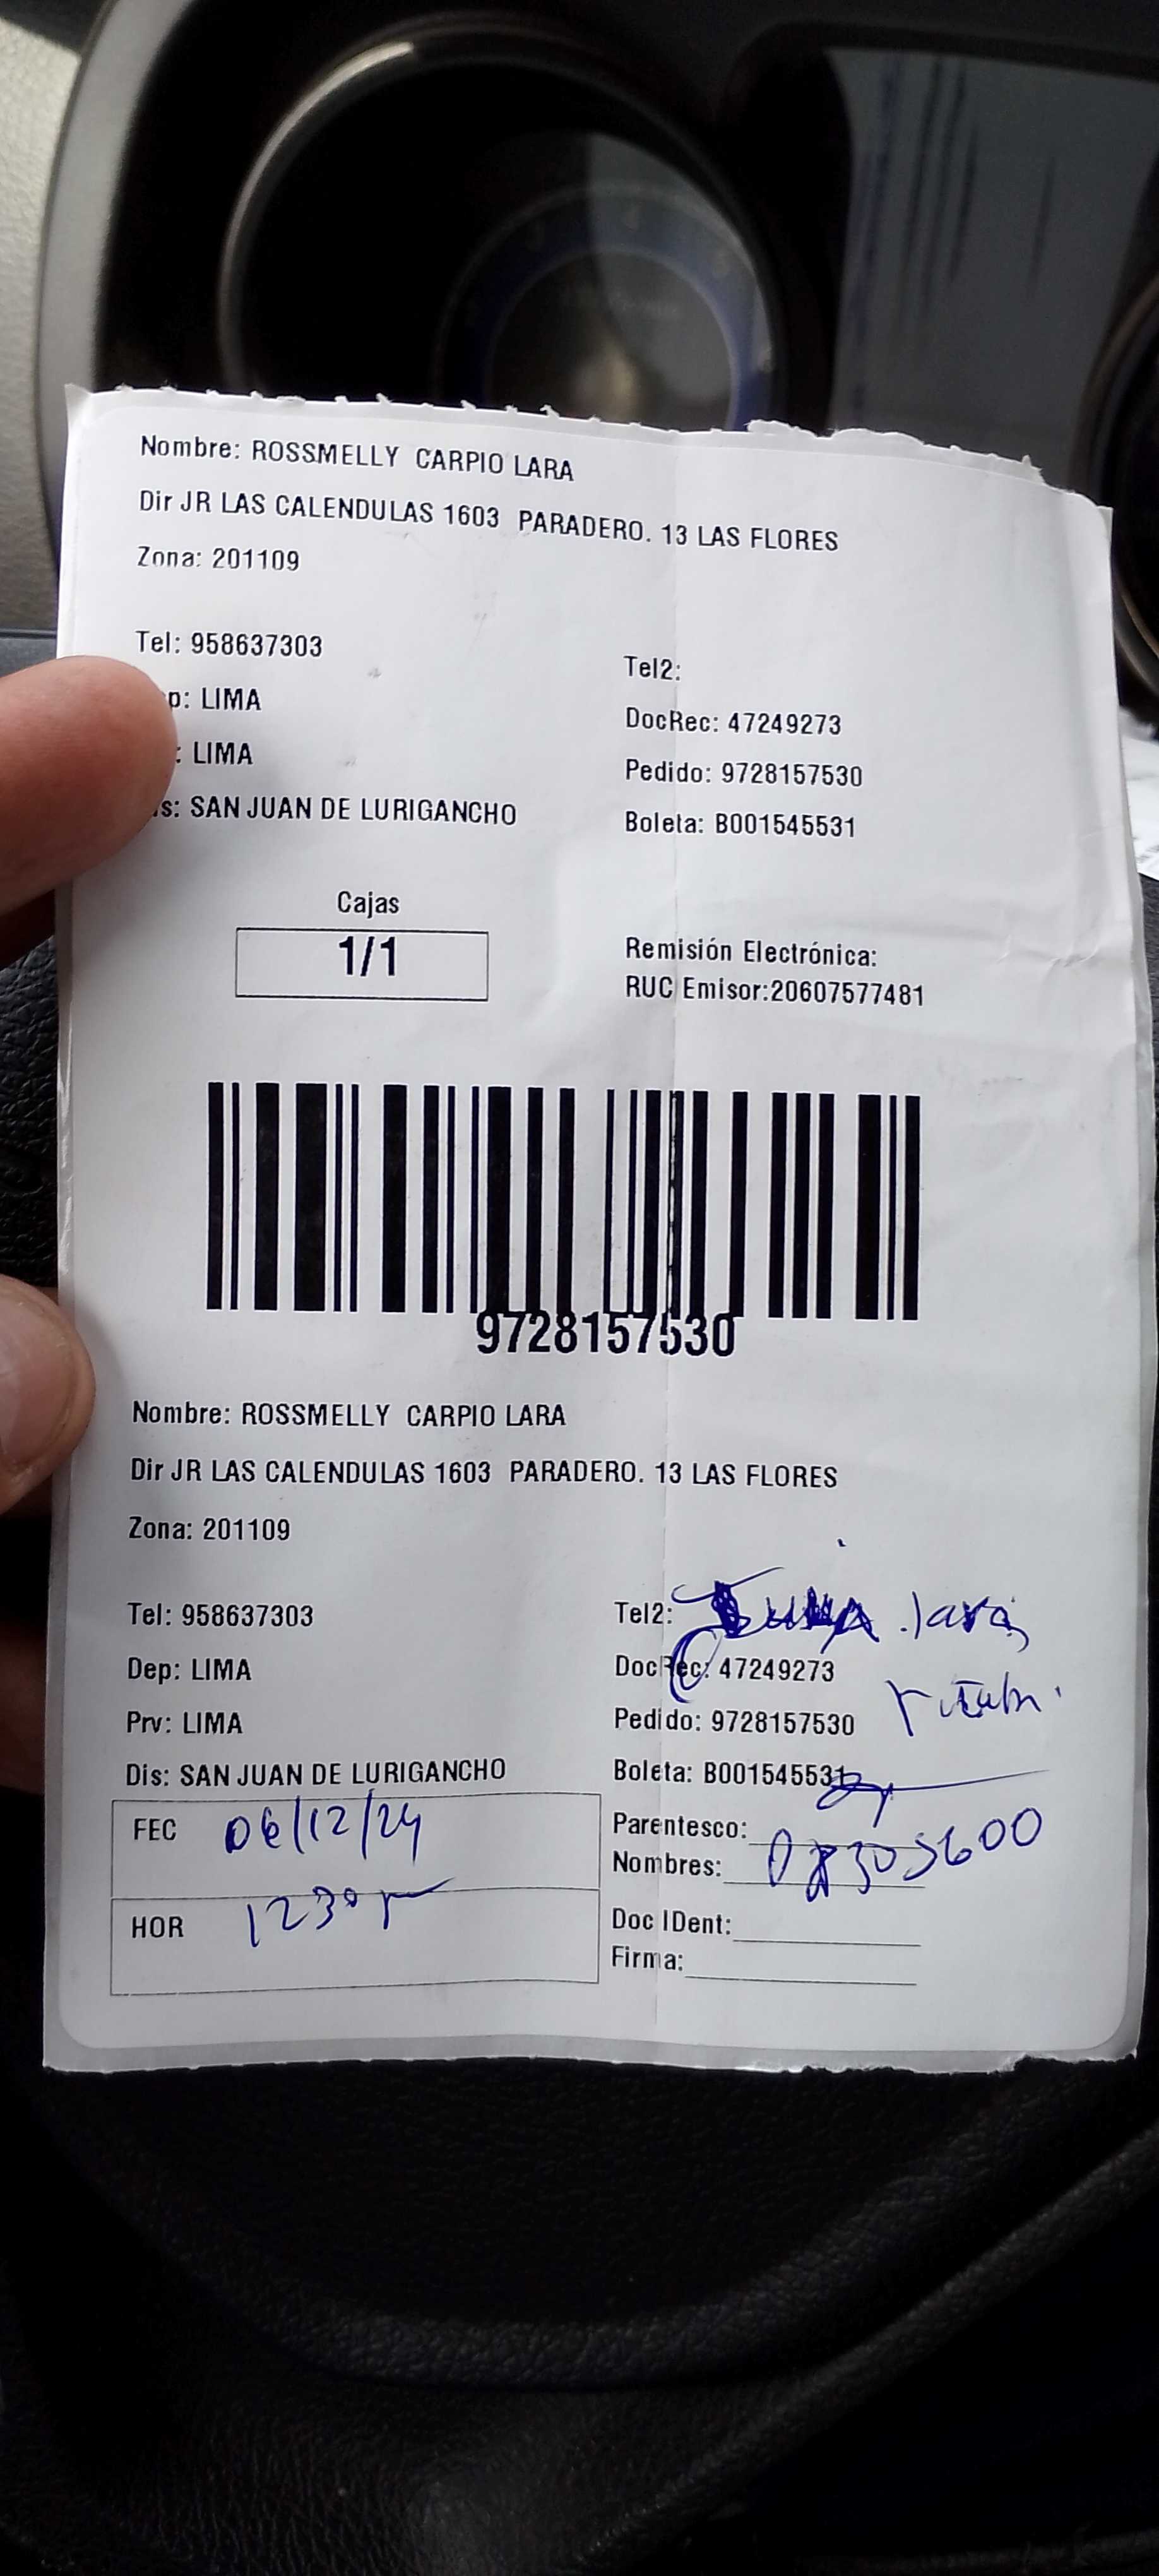 Nombre: ROSSMELLY CARPIO LARA
Dir JR LAS CALENDULAS 1603 PARADERO. 13 LAS FLORES
Zona: 201109
Tel: 958637303
Tel2:
p: LIMA
DocRec: 47249273
: LIMA
Pedido: 9728157530
s: SAN JUAN DE LURIGANCHO
Boleta: B001545531
Cajas
1/1
Remisión Electrónica:
RUC Emisor:20607577481
9728157530
Nombre: ROSSMELLY CARPIO LARA
Dir JR LAS CALENDULAS 1603 PARADERO. 13 LAS FLORES
Zona: 201109
Tel: 958637303
Tel2: lara
Dep: LIMA
DocRec: 47249273
Prv: LIMA
Pedido: 9728157530
Dis: SAN JUAN DE LURIGANCHO
Boleta: B001545531
FEC 06/12/24
Parentesco:
Nombres:
HOR 1230
Doc IDent:
Firma: